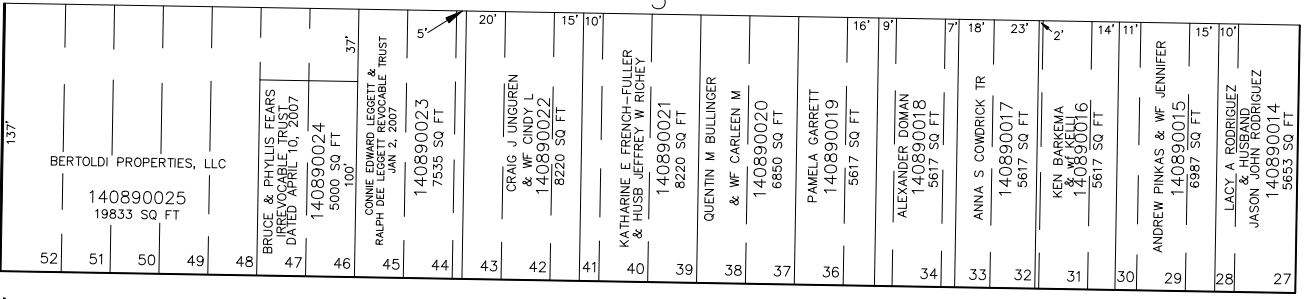 137'
BERTOLDI PROPERTIES, LLC
140890025
19833 SQ FT
52
51
50
49
48
BRUCE & PHYLLIS FEARS
IRREVOCABLE TRUST
DATED APRIL 10, 2007
140890024
5000 SQ FT
100'
37'
47
46
CONNIE EDWARD LEGGETT &
RALPH DEE LEGGETT REVOCABLE TRUST
JAN 2, 2007
140890023
7535 SQ FT
5'
45
44
20'
15'
CRAIG J UNGUREN
& WF CINDY L
140890022
8220 SQ FT
43
42
10'
KATHARINE E FRENCH-FULLER
& HUSB JEFFREY W RICHEY
140890021
8220 SQ FT
41
40
39
QUENTIN M BULLINGER
& WF CARLEEN M
140890020
6850 SQ FT
38
37
16'
PAMELA GARRETT
140890019
5617 SQ FT
36
9'
7'
ALEXANDER DOMAN
140890018
5617 SQ FT
34
18'
23'
ANNA S COWDRICK TR
140890017
5617 SQ FT
33
32
2'
14'
KEN BARKEMA
& wf KELLI
140890016
5617 SQ FT
31
11'
15'
ANDREW PINKAS & WF JENNIFER
140890015
6987 SQ FT
30
29
10'
LACY A RODRIGUEZ
& HUSBAND
JASON JOHN RODRIGUEZ
140890014
5653 SQ FT
28
27